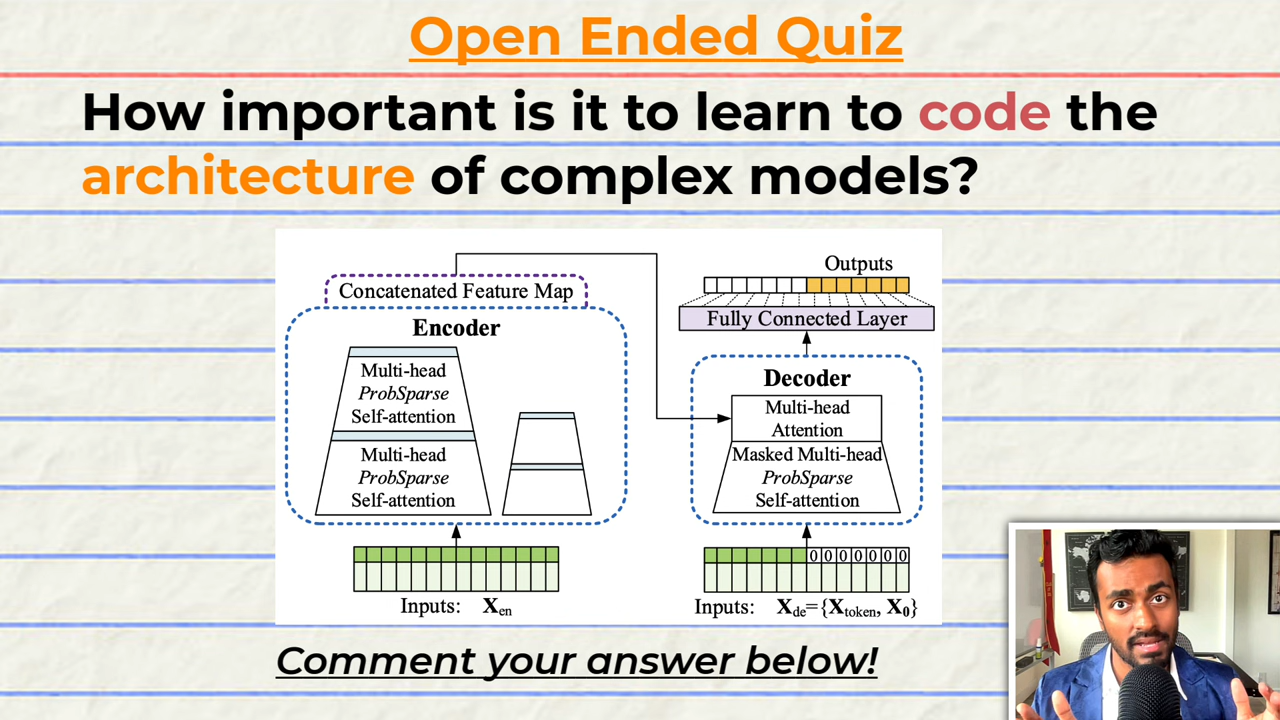 Open Ended Quiz
How important is it to learn to code the
architecture of complex models?
Concatenated Feature Map
Encoder
Multi-head
ProbSparse
Self-attention
Multi-head
ProbSparse
Self-attention
Inputs: Xen
Outputs
Fully Connected Layer
Decoder
Multi-head
Attention
Masked Multi-head
ProbSparse
Self-attention
0 0 0 0 0 0 0
Inputs: Xde={Xtoken, X0}
Comment your answer below!